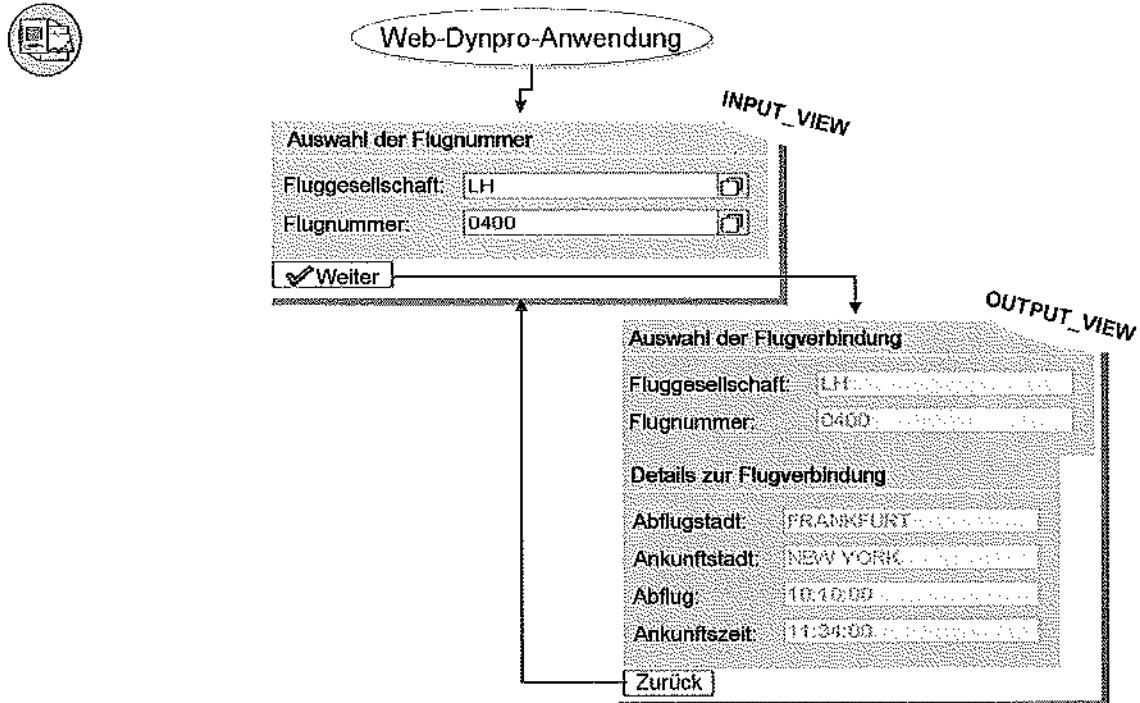 Web-Dynpro-Anwendung
INPUT_VIEW
Auswahl der Flugnummer
Fluggesellschaft: LH
Flugnummer: 0400
Weiter
OUTPUT_VIEW
Auswahl der Flugverbindung
Fluggesellschaft: LH
Flugnummer: 0400
Details zur Flugverbindung
Abflugstadt: FRANKFURT
Ankunftstadt: NEW YORK
Abflug: 10:10:00
Ankunftszeit: 11:34:00
Zurück